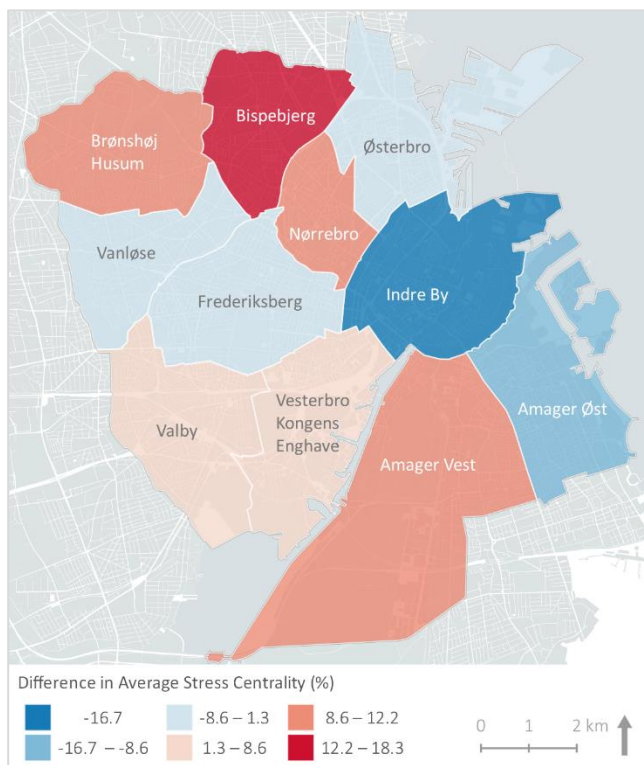 Bispebjerg
Brønshøj
Husum
Østerbro
Nørrebro
Vanløse
Indre By
Frederiksberg
Vesterbro
Kongens
Enghave
Valby
Amager Øst
Amager Vest
Difference in Average Stress Centrality (%)
-16.7 -8.6 – 1.3 8.6 – 12.2
-16.7 – -8.6 1.3 – 8.6 12.2 – 18.3
0 1 2 km